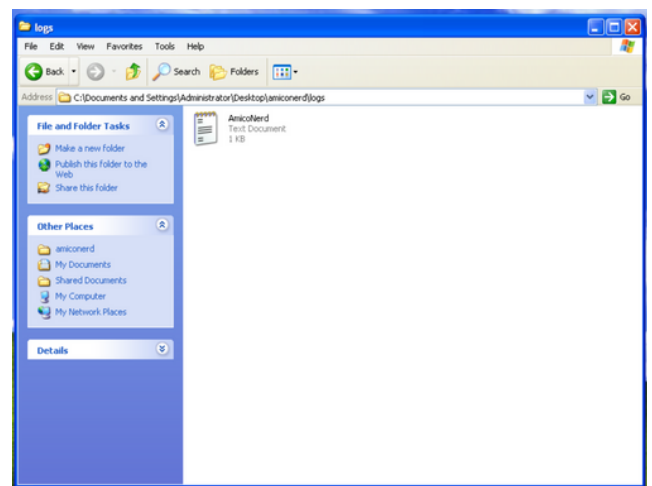 logs
File Edit View Favorites Tools Help
Back Search Folders
Address C:\Documents and Settings\Administrator\Desktop\amiconerd\logs Go
File and Folder Tasks
Make a new folder
Publish this folder to the
Web
Share this folder
Other Places
amiconerd
My Documents
Shared Documents
My Computer
My Network Places
Details
AmicoNerd
Text Document
1 KB